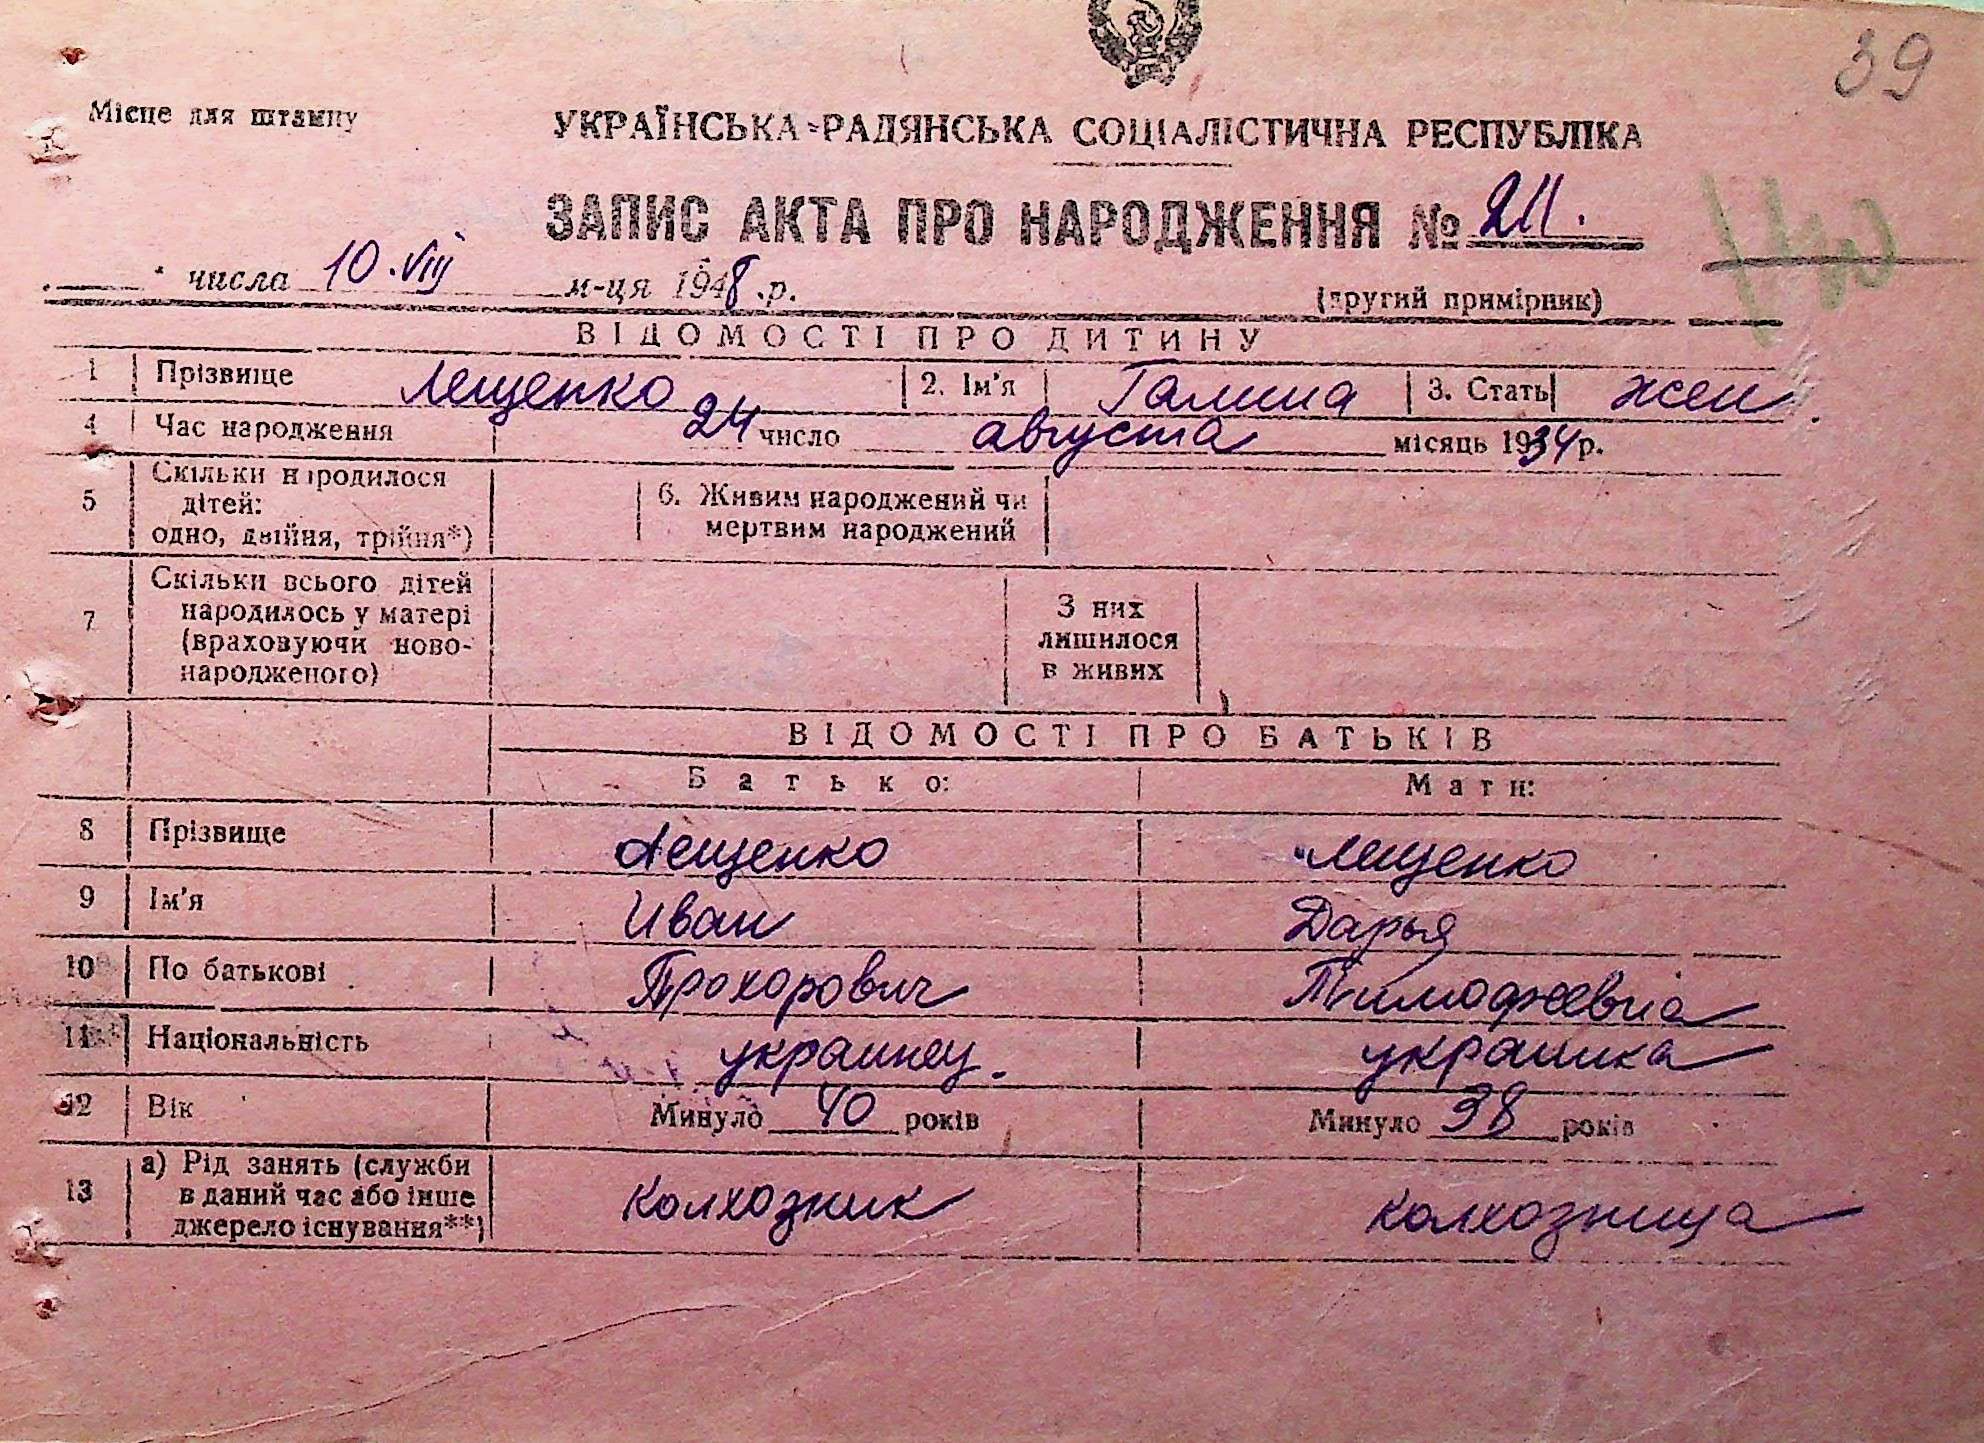 39
Місце для штампу
УКРАЇНСЬКА РАДЯНСЬКА СОЦІАЛІСТИЧНА РЕСПУБЛІКА
ЗАПИС АКТА ПРО НАРОДЖЕННЯ № 211.
числа 10.VIII м-ця 1948.р.
(другий примірник)
ВІДОМОСТІ ПРО ДИТИНУ
1 Прізвище Лещенко 2. Ім'я Галина 3. Стать жен.
4 Час народження 24 число августа місяць 1934 р.
5 Скільки народилося
дітей:
одно, двійня, трійня*)
6. Живим народжений чи
мертвим народжений
7 Скільки всього дітей
народилось у матері
(враховуючи ново-
народженого)
З них
лишилося
в живих
ВІДОМОСТІ ПРО БАТЬКІВ
Батько: Мати:
8 Прізвище Лещенко Лещенко
9 Ім'я Иван Дарья
10 По батькові Прохорович Тимофеевна
11 Національність украинец. украинка
12 Вік Минуло 40 років Минуло 38 років
13 а) Рід занять (служби
в даний час або інше
джерело існування**)
колхозник колхозница